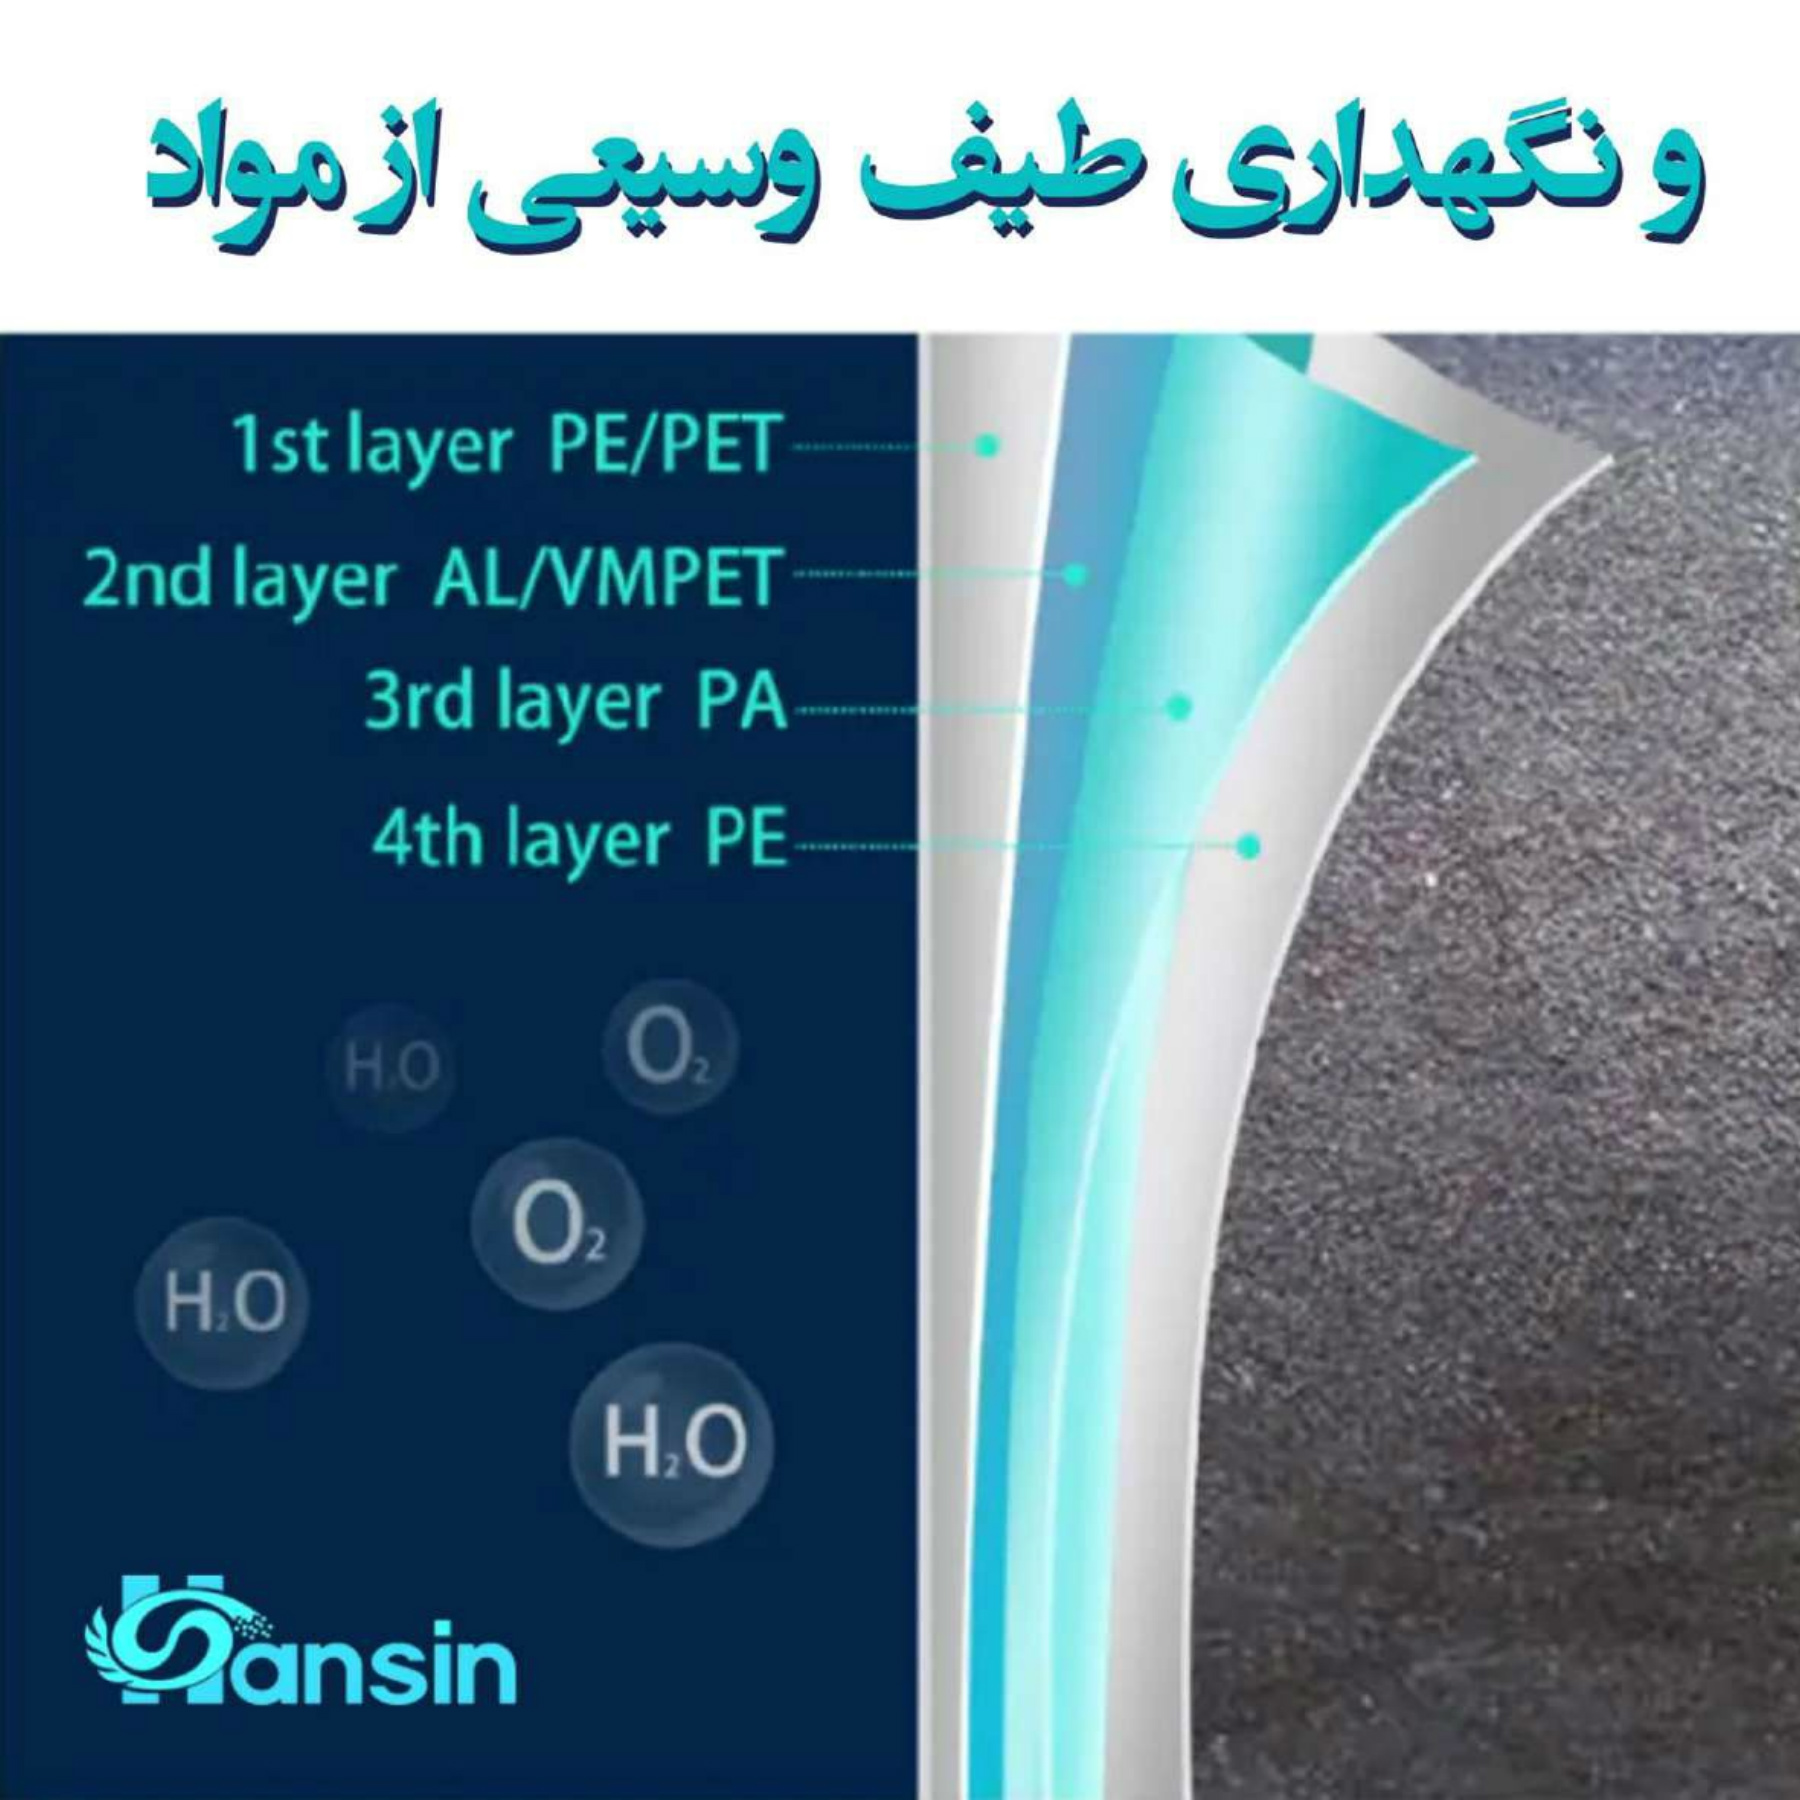 و نگهداری طیف وسیعی از مواد
1st layer PE/PET
2nd layer AL/VMPET
3rd layer PA
4th layer PE
H₂O
O₂
O₂
H₂O
H₂O
Hansin